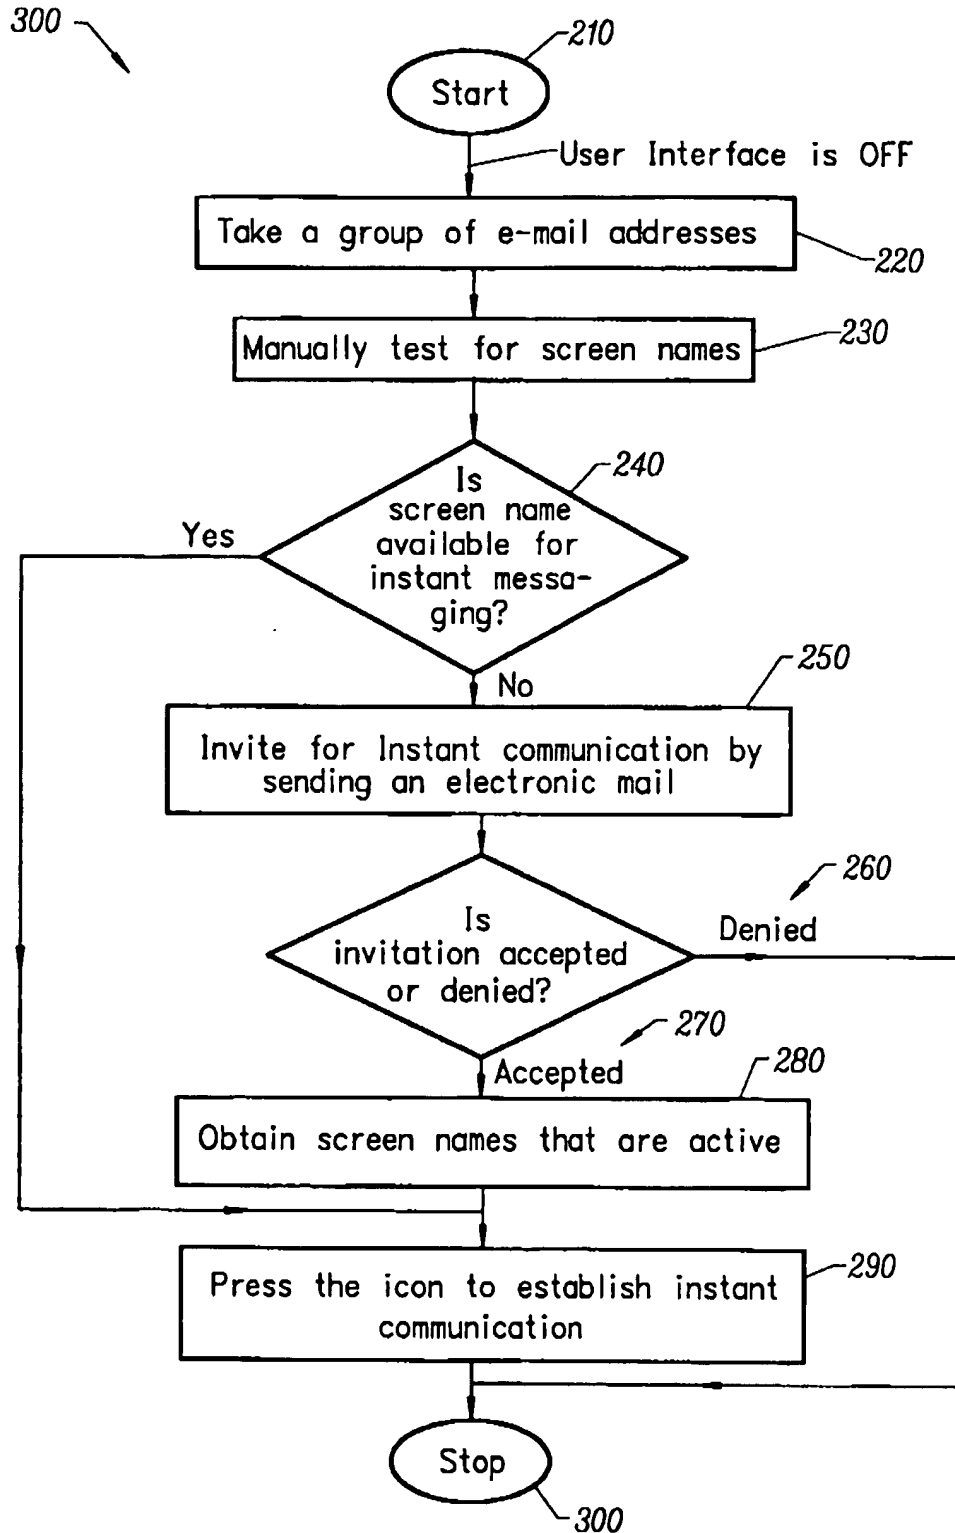 300
210
Start
User Interface is OFF
Take a group of e-mail addresses
220
230
Manually test for screen names
240
Is
screen name
available for
instant messa-
ging?
Yes
No
250
Invite for Instant communication by
sending an electronic mail
260
Denied
Is
invitation accepted
or denied?
270
Accepted
280
Obtain screen names that are active
290
Press the icon to establish instant
communication
Stop
300